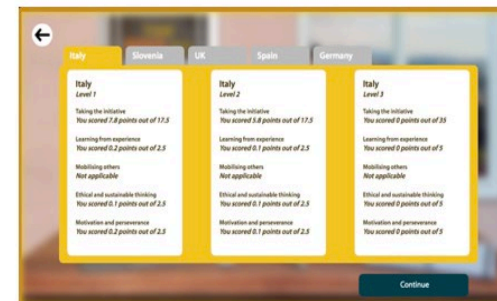 Italy
Slovenia
UK
Spain
Germany
Italy
Level 1
Taking the initiative
You scored 7.8 points out of 17.5
Learning from experience
You scored 0.2 points out of 2.5
Mobilising others
Not applicable
Ethical and sustainable thinking
You scored 0.1 points out of 2.5
Motivation and perseverance
You scored 0.2 points out of 2.5
Italy
Level 2
Taking the initiative
You scored 5.8 points out of 17.5
Learning from experience
You scored 0.1 points out of 2.5
Mobilising others
Not applicable
Ethical and sustainable thinking
You scored 0.1 points out of 2.5
Motivation and perseverance
You scored 0.1 points out of 2.5
Italy
Level 3
Taking the initiative
You scored 0 points out of 35
Learning from experience
You scored 0 points out of 5
Mobilising others
Not applicable
Ethical and sustainable thinking
You scored 0 points out of 5
Motivation and perseverance
You scored 0 points out of 5
Continue